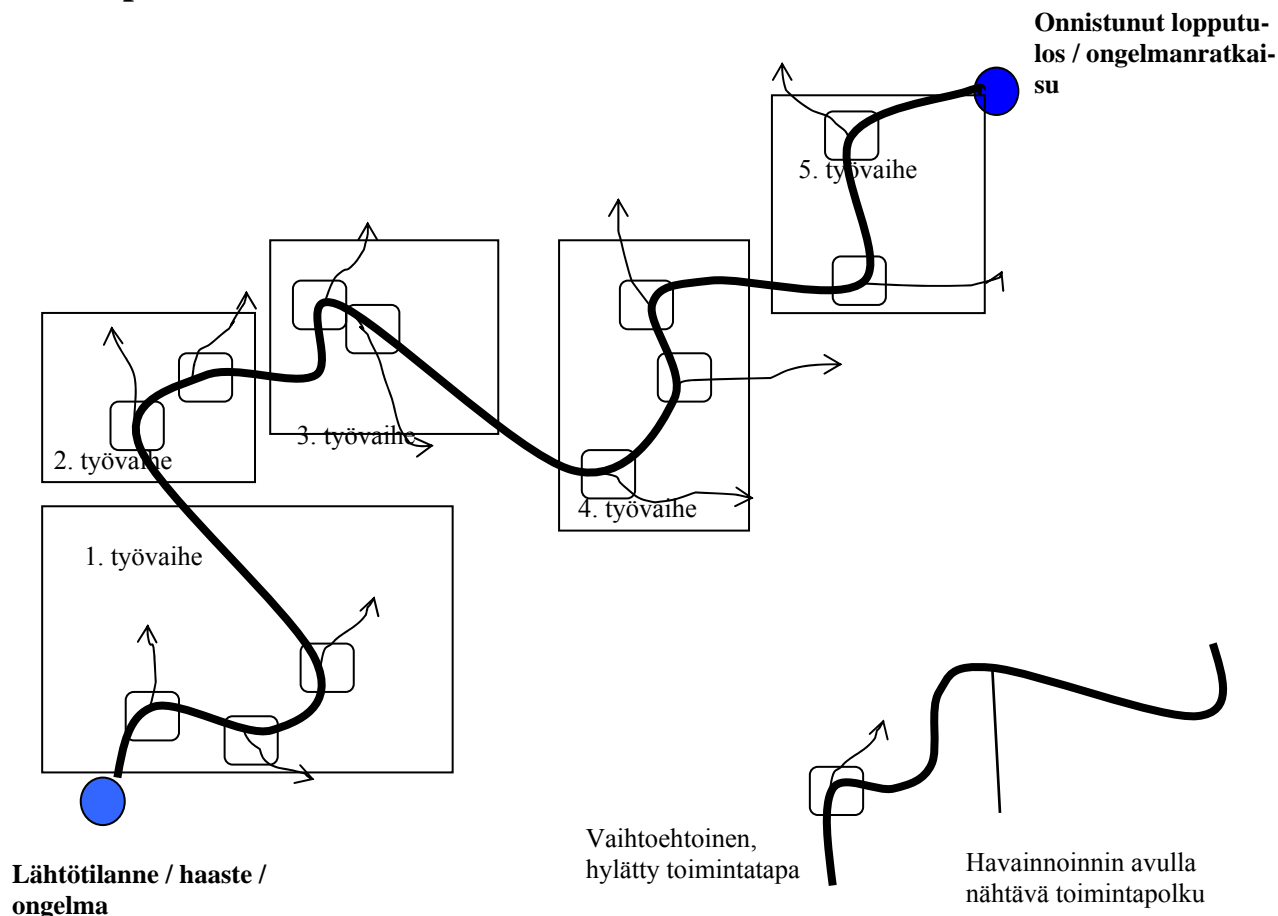 Onnistunut lopputu-
los / ongelmanratkai-
su
5. työvaihe
3. työvaihe
2. työvaihe
4. työvaihe
1. työvaihe
Vaihtoehtoinen,
hylätty toimintatapa
Havainnoinnin avulla
nähtävä toimintapolku
Lähtötilanne / haaste /
ongelma